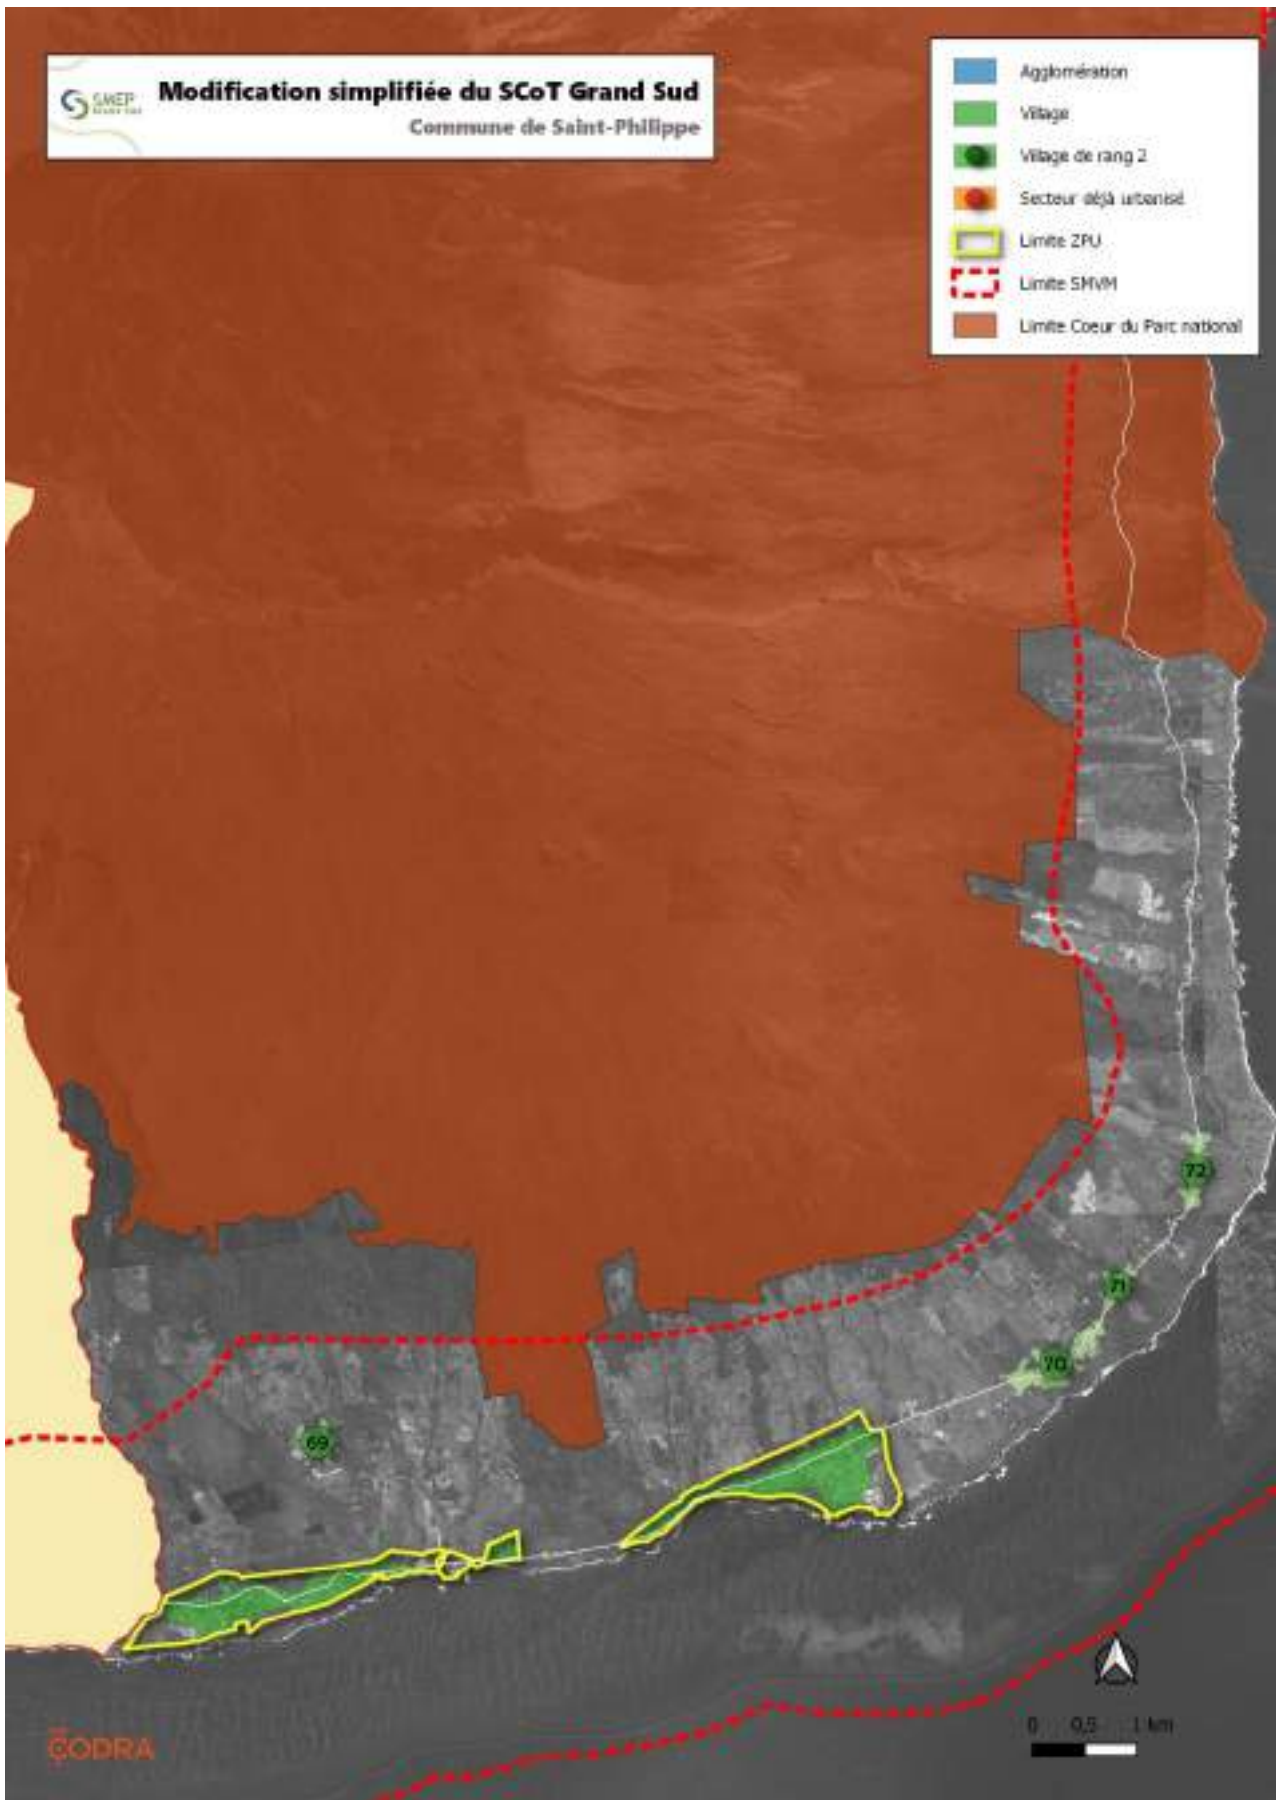 SMEP
Modification simplifiée du SCoT Grand Sud
Commune de Saint-Philippe
Agglomération
Village
Village de rang 2
Secteur déjà urbanisé
Limite ZPU
Limite SMVM
Limite Coeur du Parc national
72
71
70
69
0 0,5 1 km
CODRA